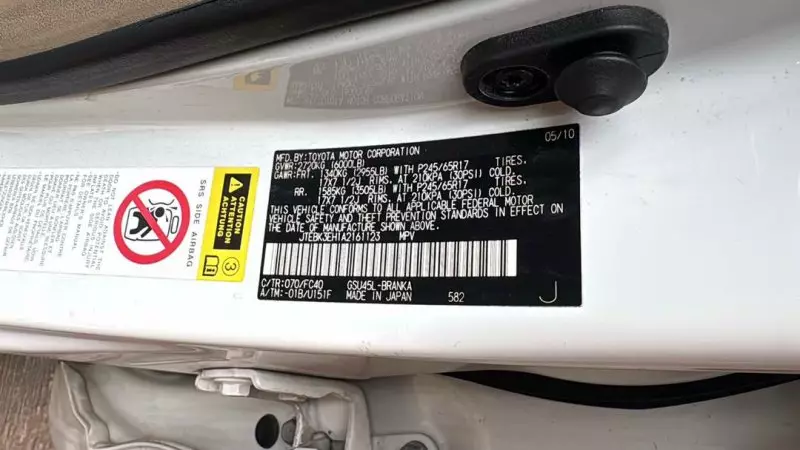 05/10
MFD.BY:TOYOTA MOTOR CORPORATION
GVWR:2720KG (6000LB)
GAWR:FRT. 1340KG (2955LB) WITH P245/65R17 TIRES.
17X7 1/2J RIMS. AT 210KPA (30PSI) COLD.
RR. 1585KG (3505LB) WITH P245/65R17 TIRES.
17X7 1/2J RIMS. AT 210KPA (30PSI) COLD.
THIS VEHICLE CONFORMS TO ALL APPLICABLE FEDERAL MOTOR
VEHICLE SAFETY AND THEFT PREVENTION STANDARDS IN EFFECT ON
THE DATE OF MANUFACTURE SHOWN ABOVE.
JTEBK3EH1A2161123 MPV
C/TR:070/FC40 GSU45L-BRANKA
A/TM:-01B/U151F MADE IN JAPAN 582 J
CAUTION
ATTENTION
3
SRS SIDE AIRBAG